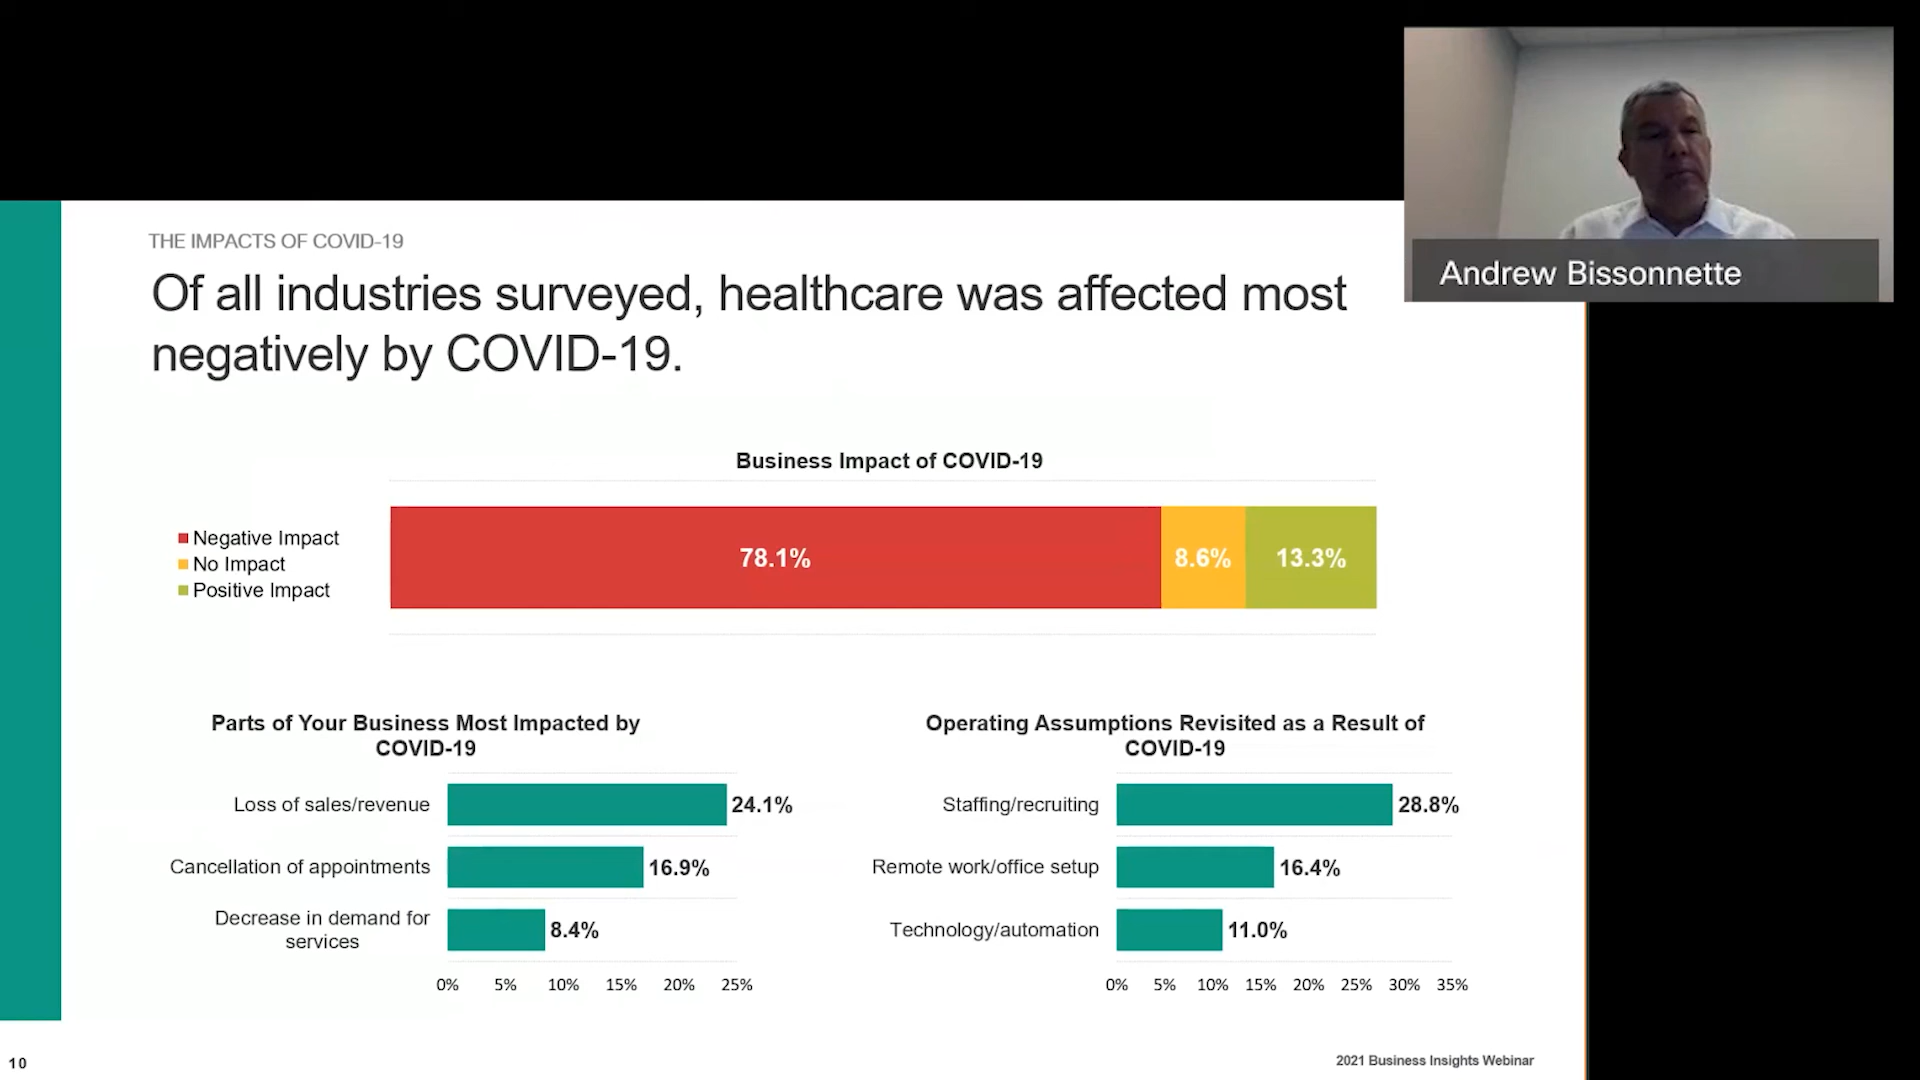 Andrew Bissonnette
THE IMPACTS OF COVID-19
Of all industries surveyed, healthcare was affected most
negatively by COVID-19.
Business Impact of COVID-19
Negative Impact
No Impact
Positive Impact
78.1%
8.6%
13.3%
Parts of Your Business Most Impacted by
COVID-19
Loss of sales/revenue
24.1%
Cancellation of appointments
16.9%
Decrease in demand for
services
8.4%
0% 5% 10% 15% 20% 25%
Operating Assumptions Revisited as a Result of
COVID-19
Staffing/recruiting
28.8%
Remote work/office setup
16.4%
Technology/automation
11.0%
0% 5% 10% 15% 20% 25% 30% 35%
10
2021 Business Insights Webinar